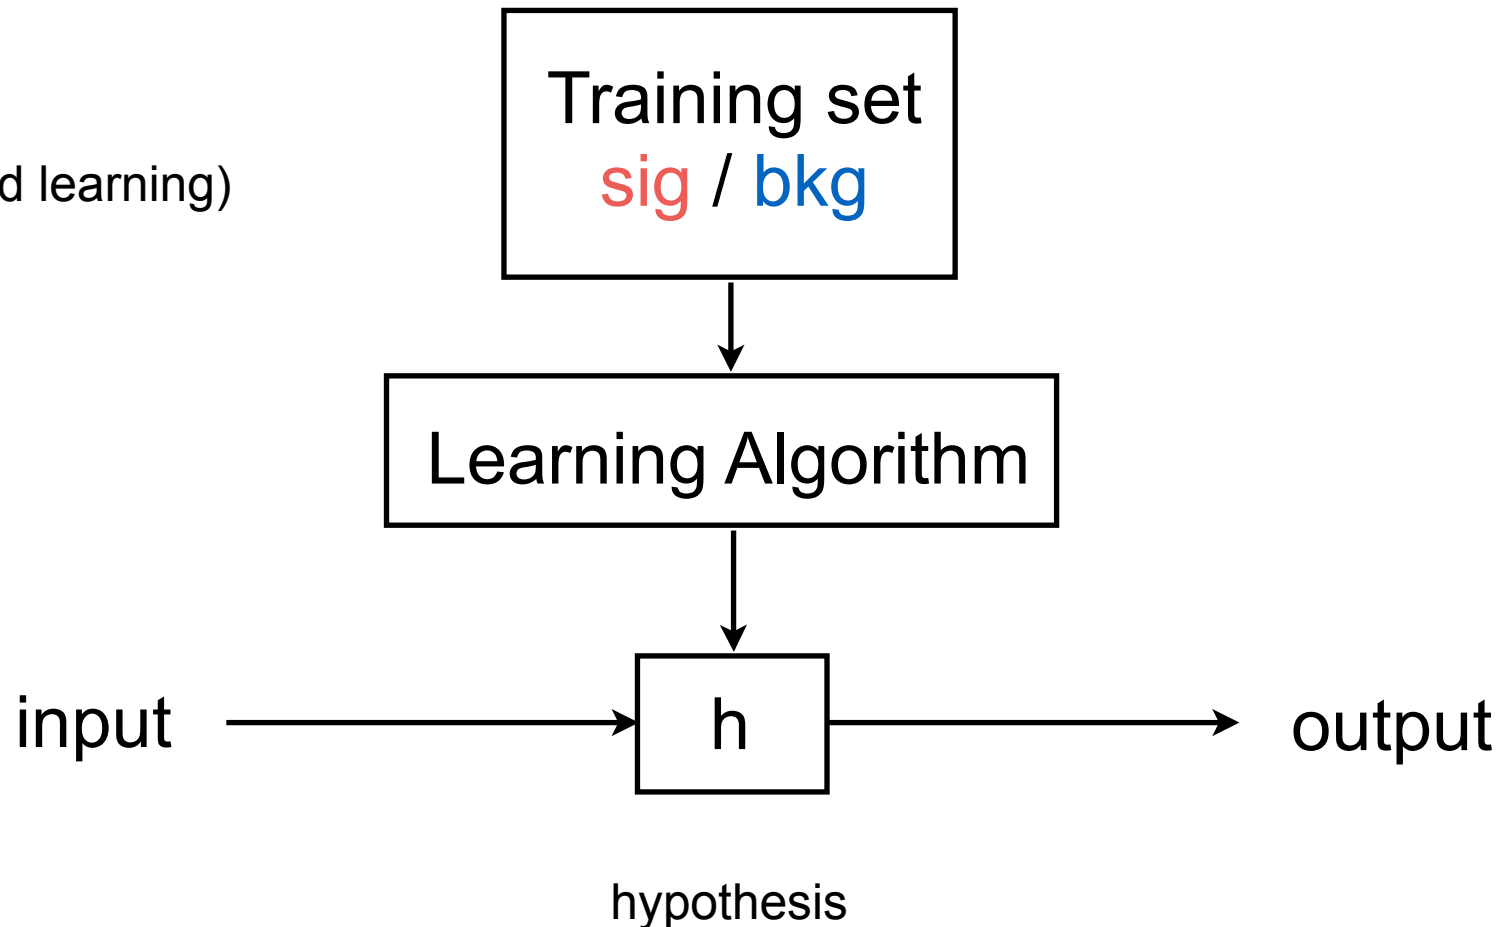 Training set
sig / bkg
d learning)
Learning Algorithm
input
h
output
hypothesis